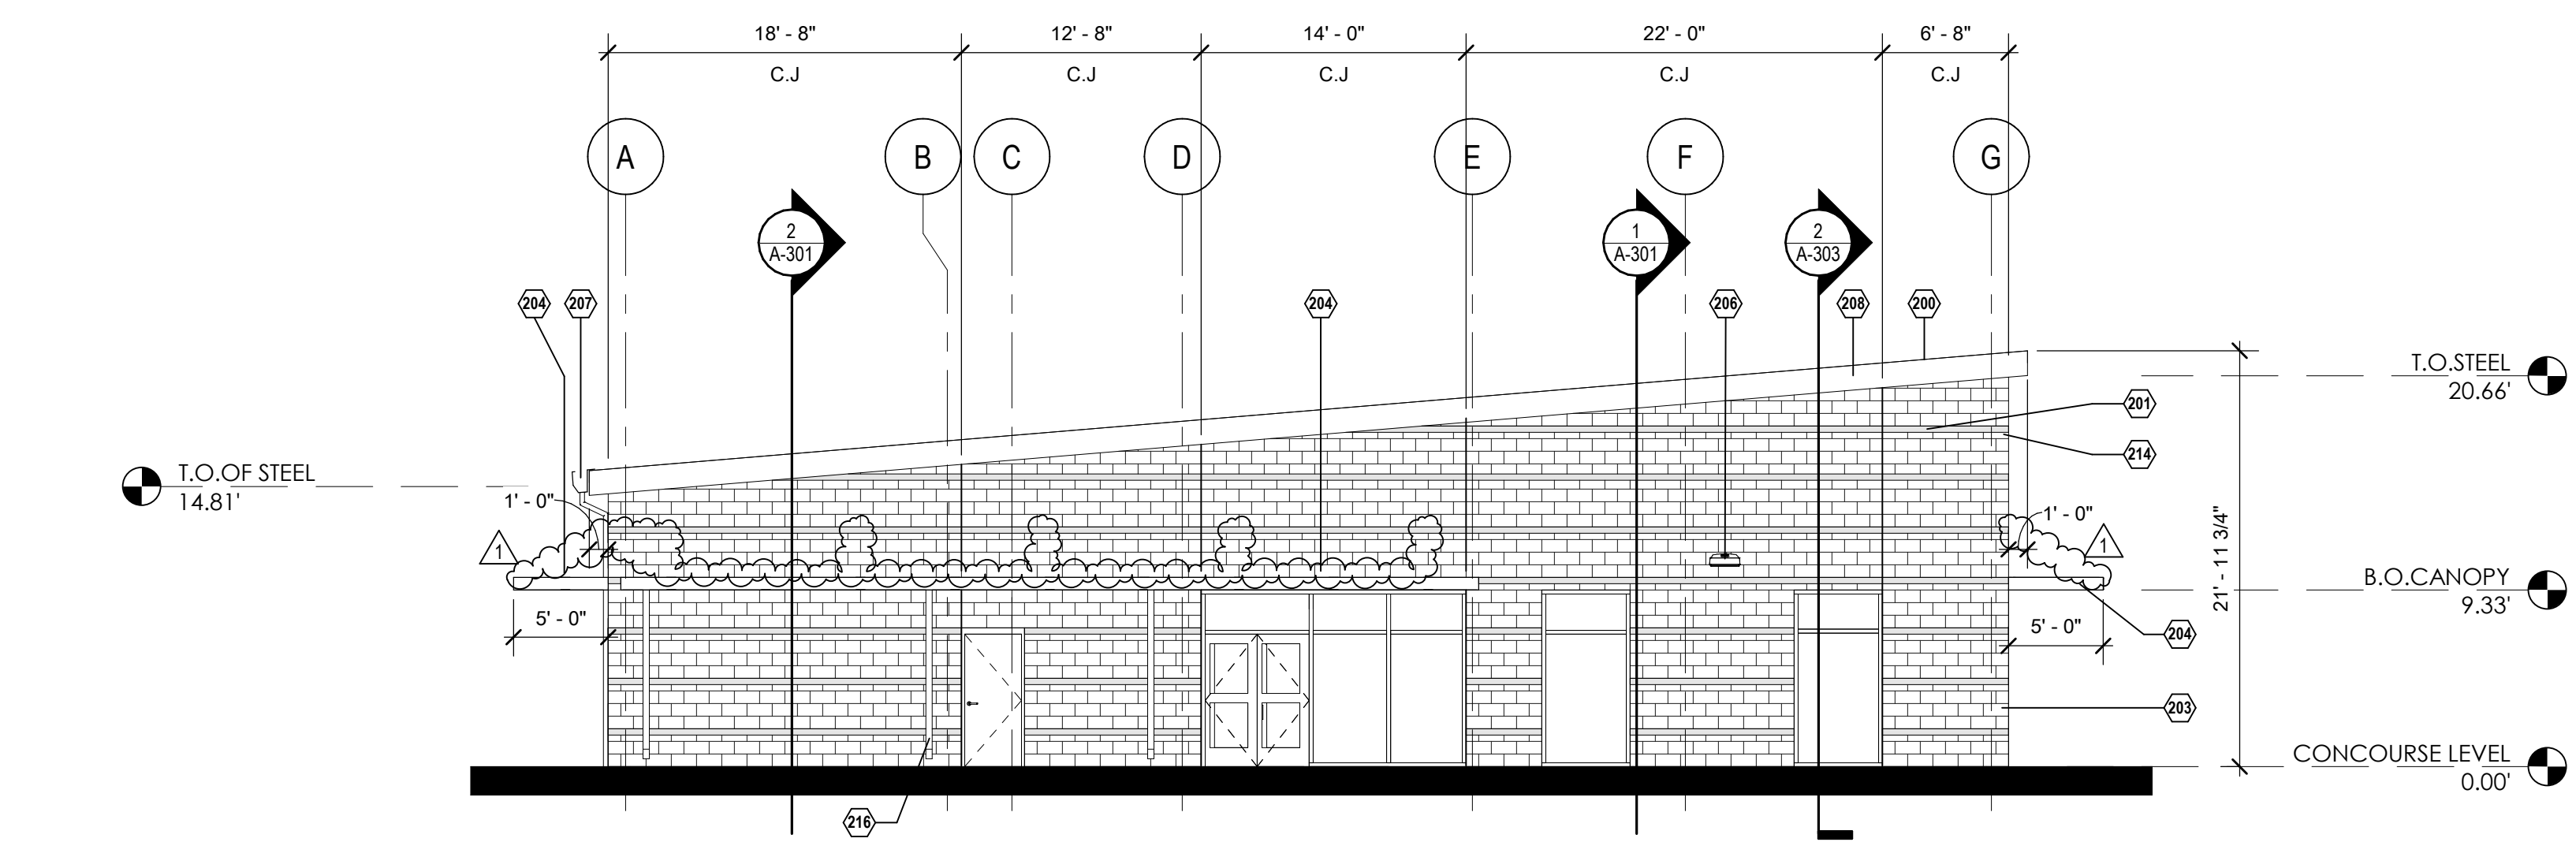 18' - 8" 12' - 8" 14' - 0" 22' - 0" 6' - 8"
C.J C.J C.J C.J C.J
A B C D E F G
2 1 2
A-301 A-301 A-303
204 207 204 206 208 200
T.O.STEEL
20.66'
201
214
T.O.OF STEEL
14.81'
1' - 0" 1' - 0"
1 1
21' - 11 3/4"
B.O.CANOPY
9.33'
5' - 0" 5' - 0"
204
203
CONCOURSE LEVEL
0.00'
216